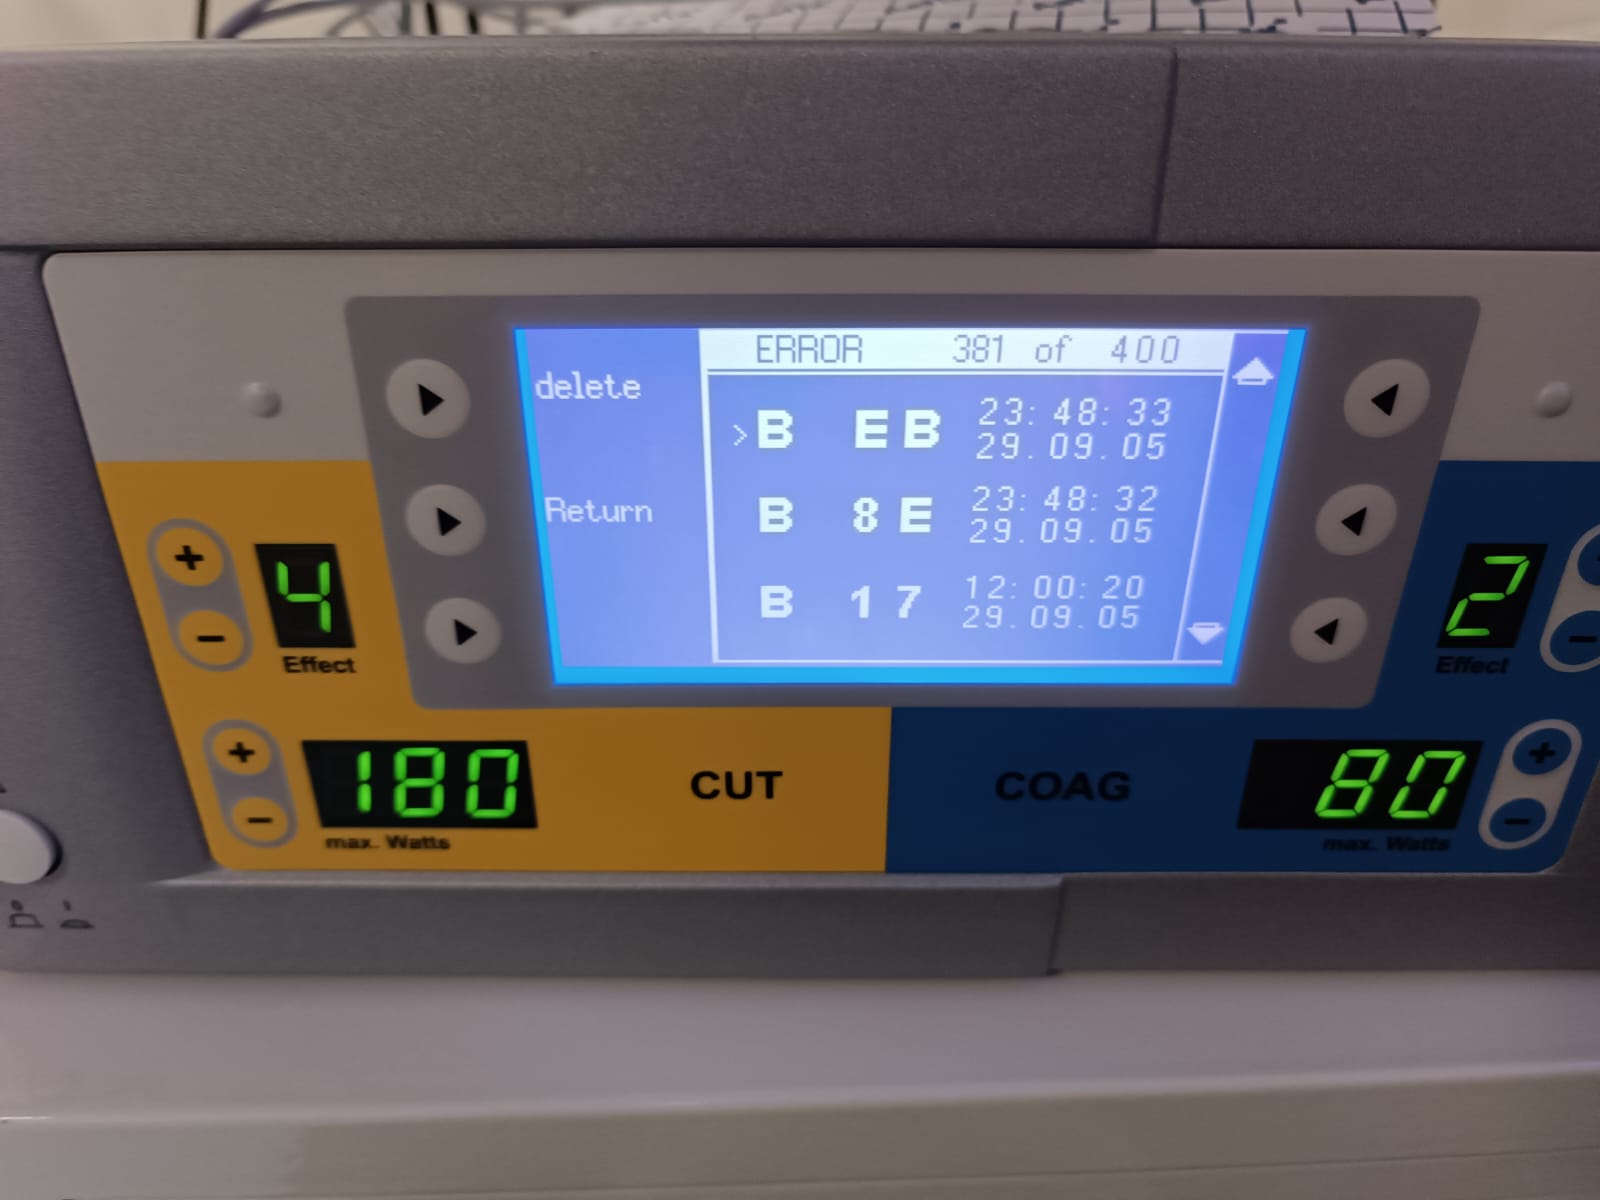 ERROR 381 of 400
delete
>B EB 23:48:33
29.09.05
B 8E 23:48:32
29.09.05
Return
B 17 12:00:20
29.09.05
+
-
4
Effect
2
Effect
+
-
180
max. Watts
CUT
COAG
80
max. Watts
+
-